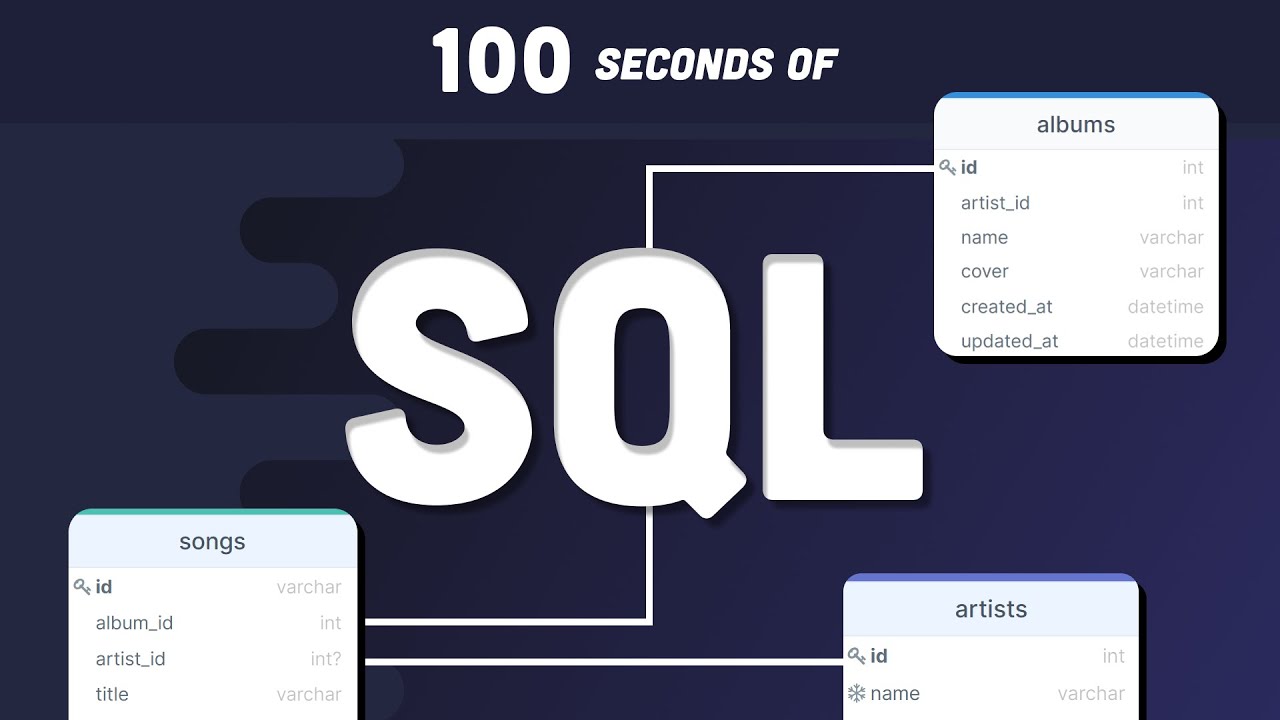 100 SECONDS OF
SQL
albums
id int
artist_id int
name varchar
cover varchar
created_at datetime
updated_at datetime
songs
id varchar
album_id int
artist_id int?
title varchar
artists
id int
name varchar